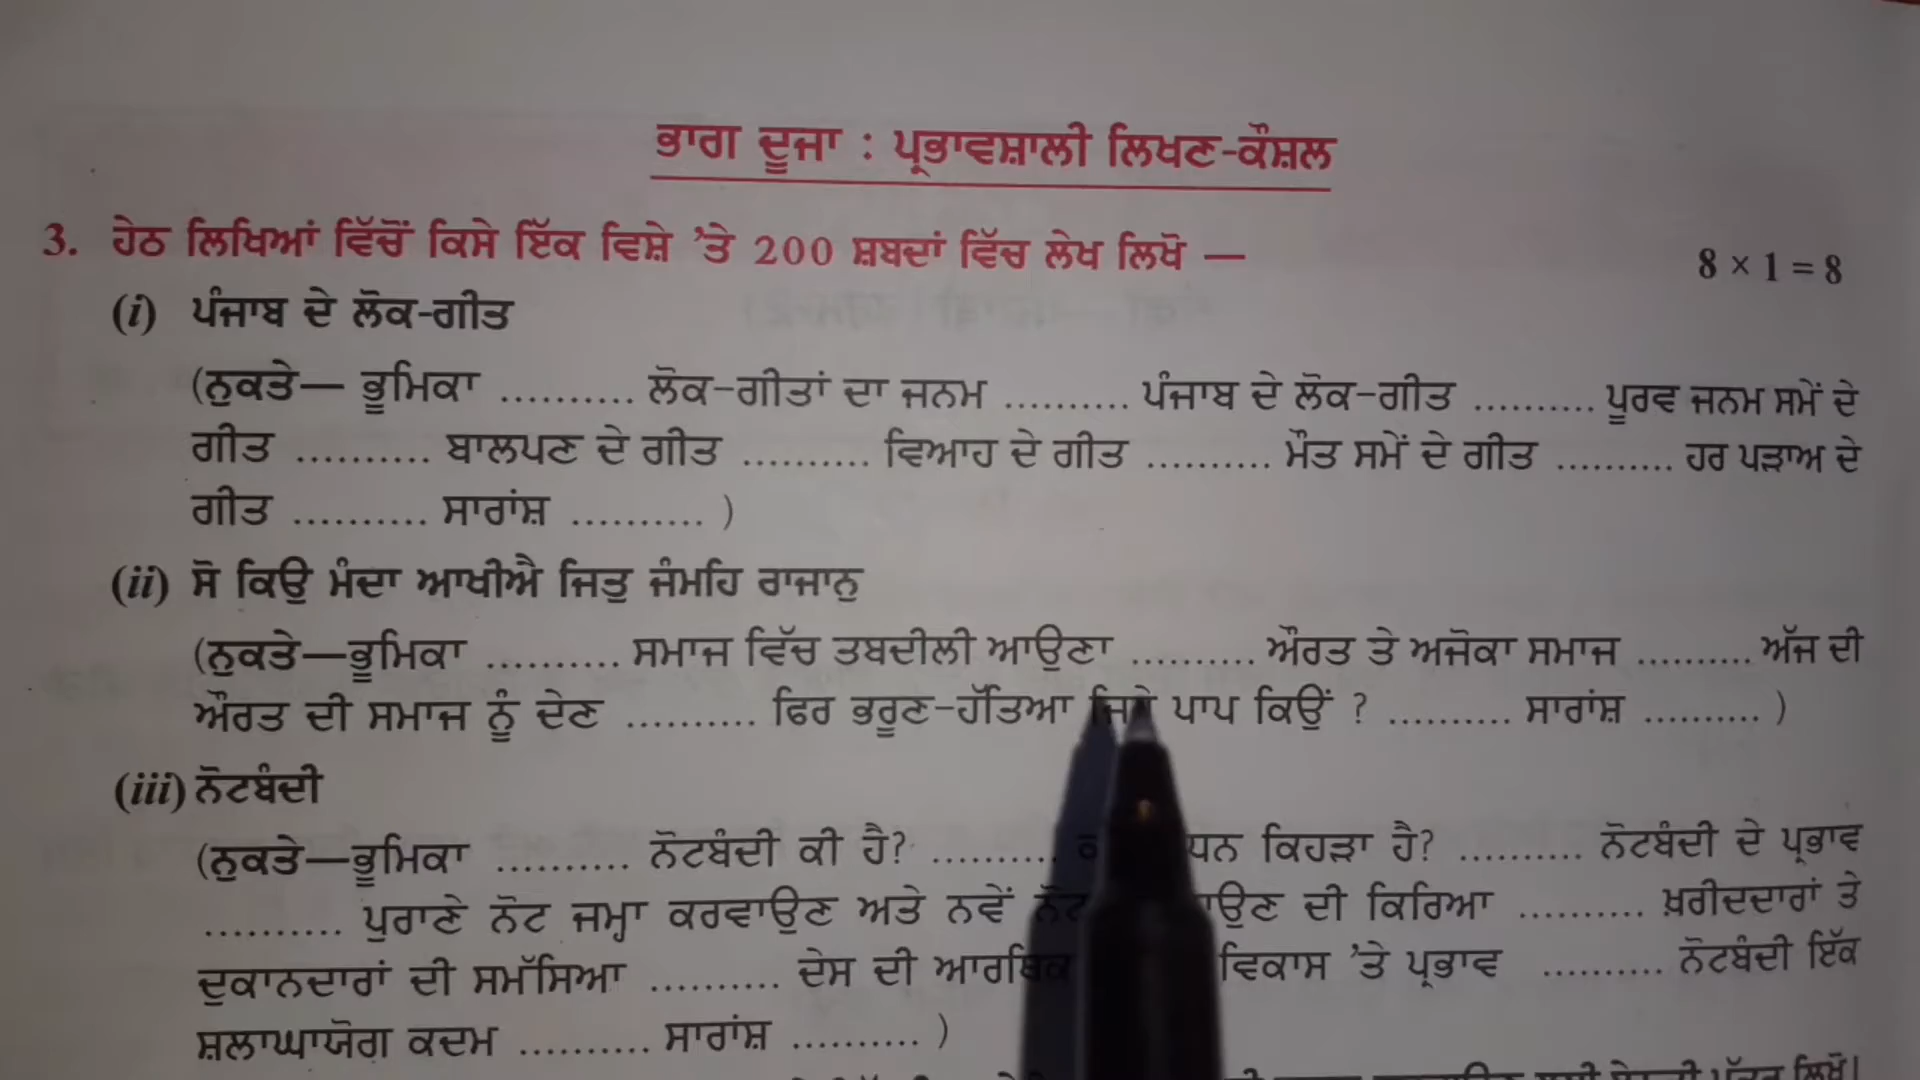 ਭਾਗ ਦੂਜਾ : ਪ੍ਰਭਾਵਸ਼ਾਲੀ ਲਿਖਣ-ਕੌਸ਼ਲ
3. ਹੇਠ ਲਿਖਿਆਂ ਵਿੱਚੋਂ ਕਿਸੇ ਇੱਕ ਵਿਸ਼ੇ ’ਤੇ 200 ਸ਼ਬਦਾਂ ਵਿੱਚ ਲੇਖ ਲਿਖੋ — 8 × 1 = 8
(i) ਪੰਜਾਬ ਦੇ ਲੋਕ-ਗੀਤ
(ਨੁਕਤੇ— ਭੂਮਿਕਾ .......... ਲੋਕ-ਗੀਤਾਂ ਦਾ ਜਨਮ .......... ਪੰਜਾਬ ਦੇ ਲੋਕ-ਗੀਤ .......... ਪੂਰਵ ਜਨਮ ਸਮੇਂ ਦੇ
ਗੀਤ .......... ਬਾਲਪਣ ਦੇ ਗੀਤ .......... ਵਿਆਹ ਦੇ ਗੀਤ .......... ਮੌਤ ਸਮੇਂ ਦੇ ਗੀਤ .......... ਹਰ ਪੜਾਅ ਦੇ
ਗੀਤ .......... ਸਾਰਾਂਸ਼ .......... )
(ii) ਸੋ ਕਿਉ ਮੰਦਾ ਆਖੀਐ ਜਿਤੁ ਜੰਮਹਿ ਰਾਜਾਨੁ
(ਨੁਕਤੇ—ਭੂਮਿਕਾ .......... ਸਮਾਜ ਵਿੱਚ ਤਬਦੀਲੀ ਆਉਣਾ .......... ਔਰਤ ਤੇ ਅਜੋਕਾ ਸਮਾਜ .......... ਅੱਜ ਦੀ
ਔਰਤ ਦੀ ਸਮਾਜ ਨੂੰ ਦੇਣ .......... ਫਿਰ ਭਰੂਣ-ਹੱਤਿਆ ਪਾਪ ਕਿਉਂ ? .......... ਸਾਰਾਂਸ਼ .......... )
(iii) ਨੋਟਬੰਦੀ
(ਨੁਕਤੇ—ਭੂਮਿਕਾ .......... ਨੋਟਬੰਦੀ ਕੀ ਹੈ? .......... ਧਨ ਕਿਹੜਾ ਹੈ? .......... ਨੋਟਬੰਦੀ ਦੇ ਪ੍ਰਭਾਵ
.......... ਪੁਰਾਣੇ ਨੋਟ ਜਮ੍ਹਾ ਕਰਵਾਉਣ ਅਤੇ ਨਵੇਂ ਨੋਟ ਦੀ ਕਿਰਿਆ .......... ਖ਼ਰੀਦਦਾਰਾਂ ਤੇ
ਦੁਕਾਨਦਾਰਾਂ ਦੀ ਸਮੱਸਿਆ .......... ਦੇਸ ਦੀ ਆਰਥਿਕ ਵਿਕਾਸ ’ਤੇ ਪ੍ਰਭਾਵ .......... ਨੋਟਬੰਦੀ ਇੱਕ
ਸ਼ਲਾਘਾਯੋਗ ਕਦਮ .......... ਸਾਰਾਂਸ਼ .......... )